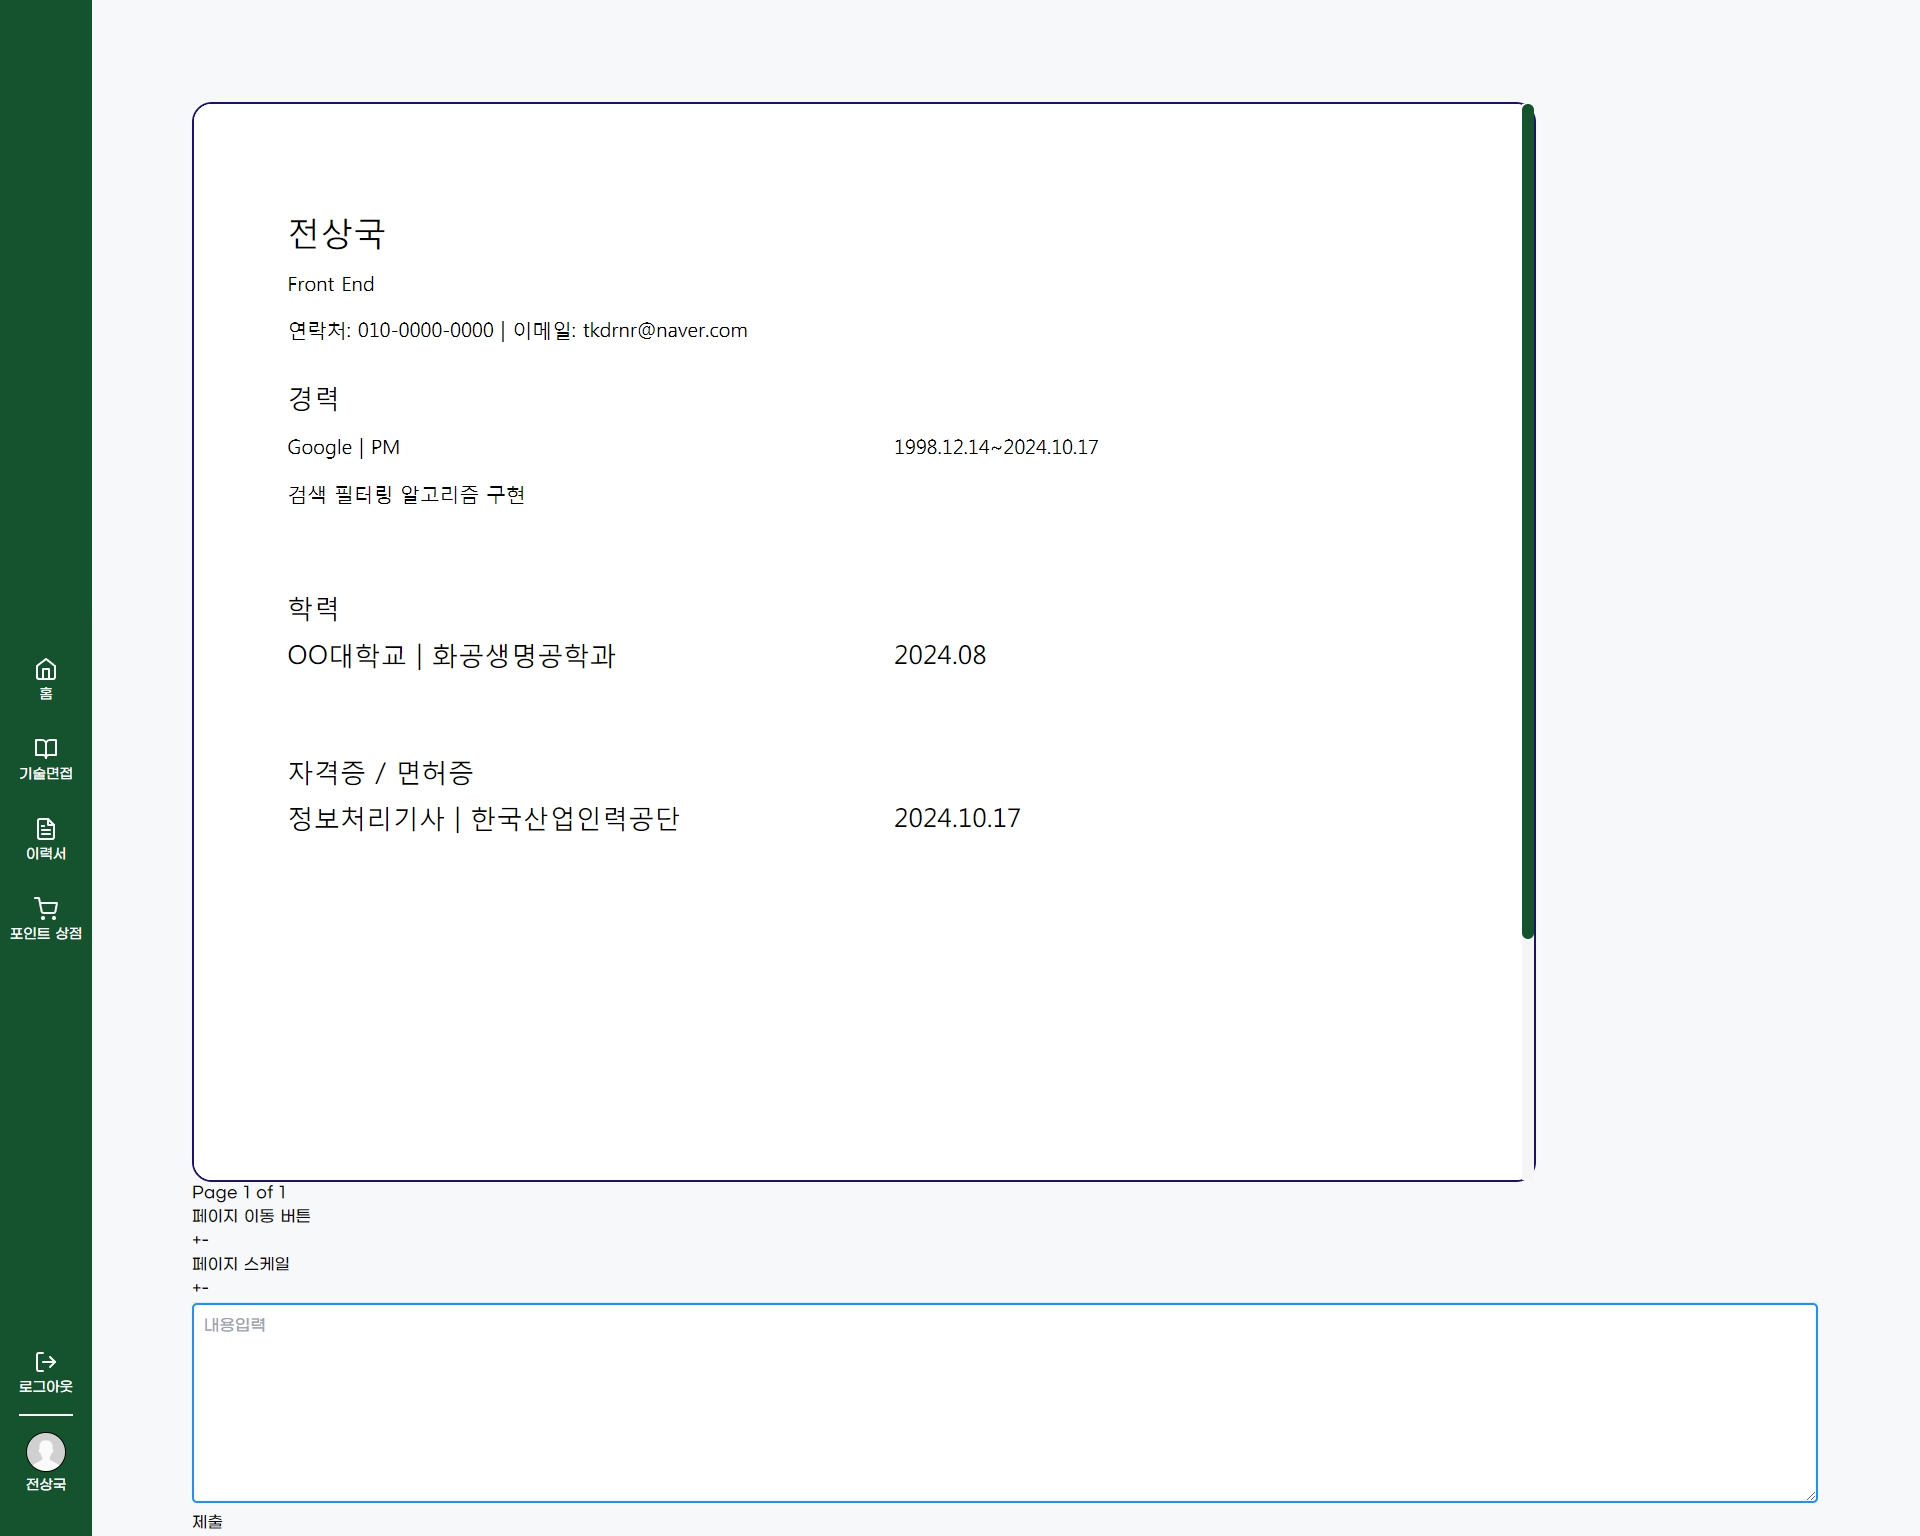 홈
기술면접
이력서
포인트 상점
로그아웃
전상국
전상국
Front End
연락처: 010-0000-0000 | 이메일: tkdrnr@naver.com
경력
Google | PM 1998.12.14~2024.10.17
검색 필터링 알고리즘 구현
학력
OO대학교 | 화공생명공학과 2024.08
자격증 / 면허증
정보처리기사 | 한국산업인력공단 2024.10.17
Page 1 of 1
페이지 이동 버튼
+-
페이지 스케일
+-
내용입력
제출